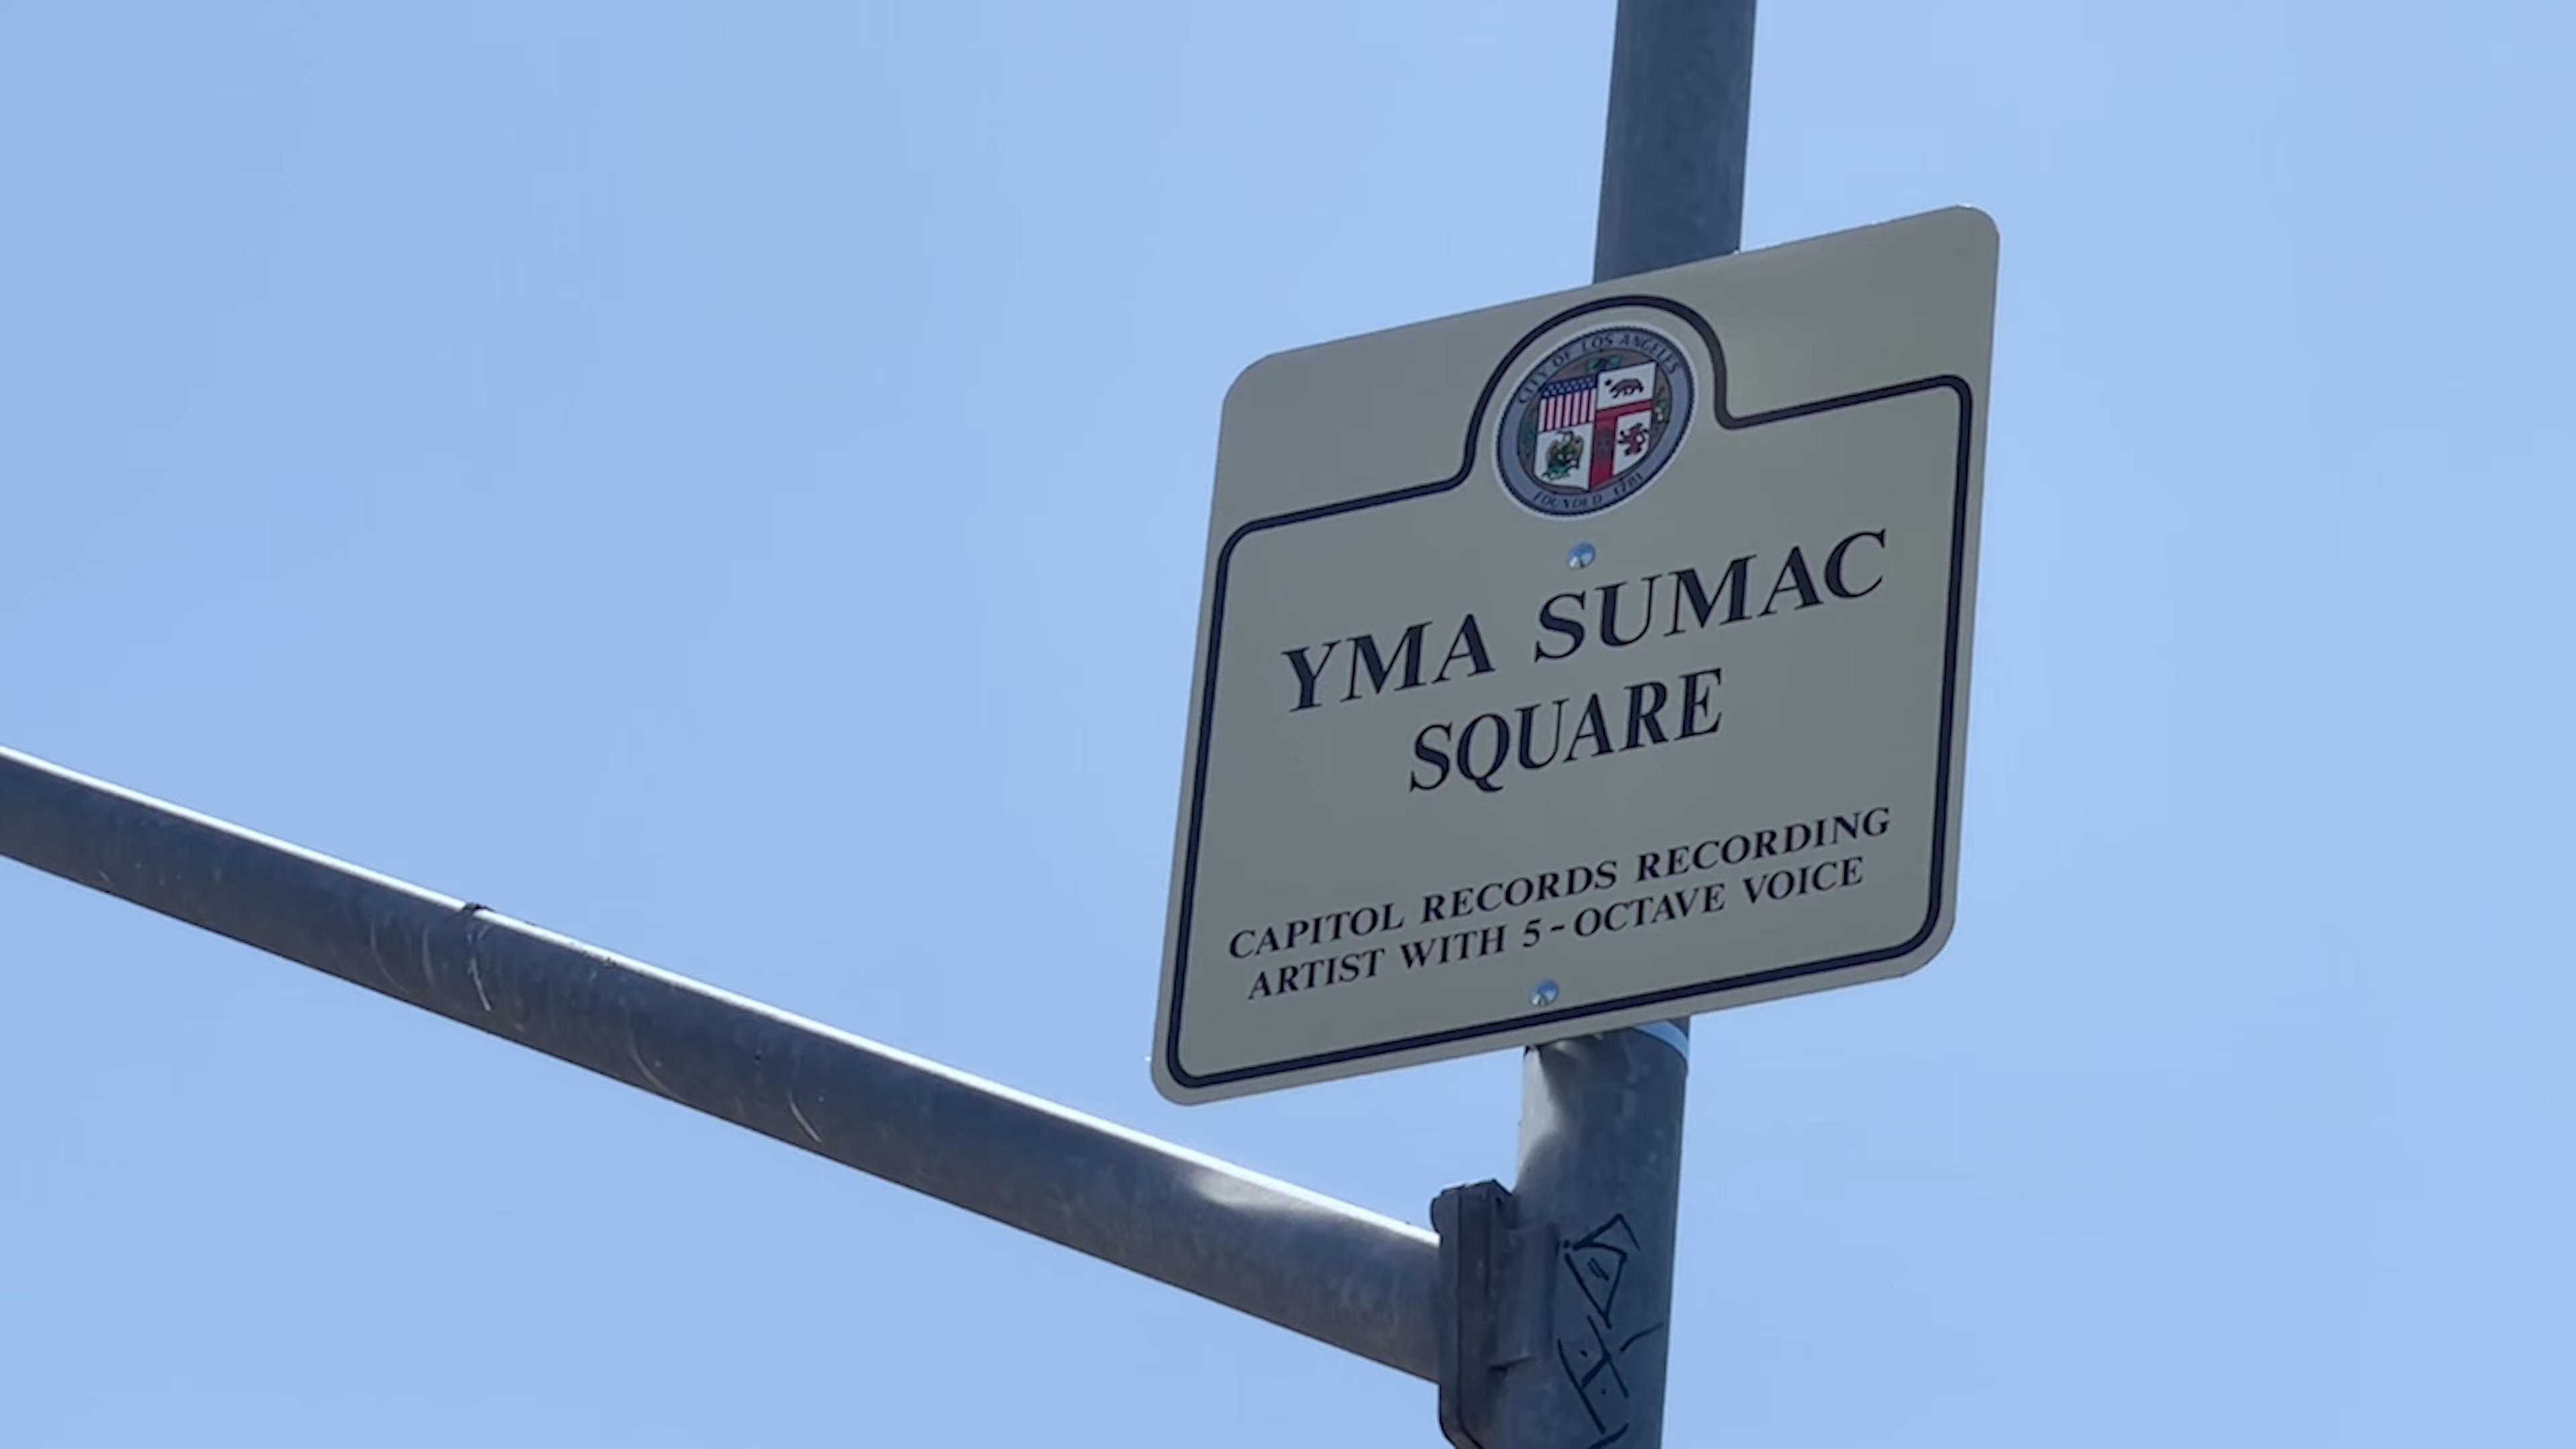 CITY OF LOS ANGELES
FOUNDED 1781
YMA SUMAC
SQUARE
CAPITOL RECORDS RECORDING
ARTIST WITH 5-OCTAVE VOICE